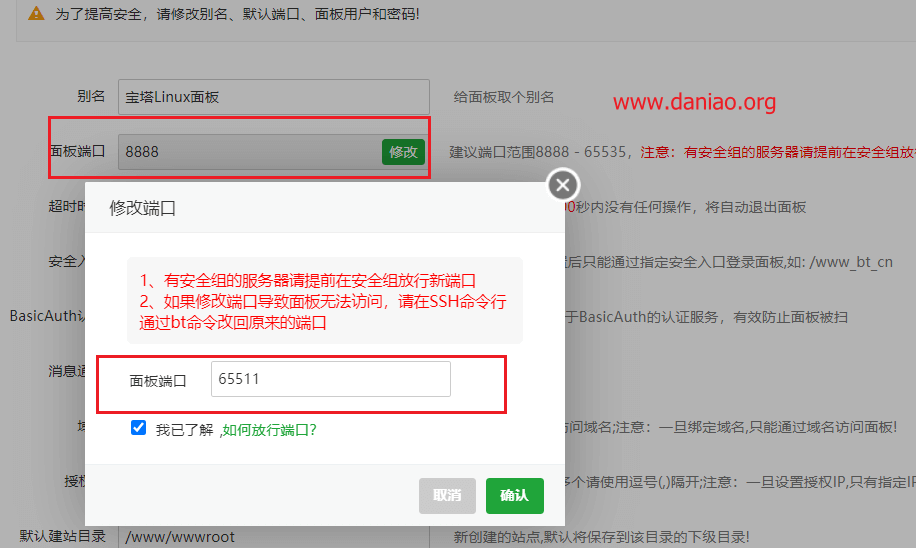 为了提高安全，请修改别名、默认端口、面板用户和密码!
别名 宝塔Linux面板 给面板取个别名
www.daniao.org
面板端口 8888 修改 建议端口范围8888 - 65535，注意：有安全组的服务器请提前在安全组放
修改端口
超时 秒内没有任何操作，将自动退出面板
1、有安全组的服务器请提前在安全组放行新端口
安全入 后只能通过指定安全入口登录面板,如: /www_bt_cn
2、如果修改端口导致面板无法访问，请在SSH命令行
通过bt命令改回原来的端口
BasicAuth 于BasicAuth的认证服务，有效防止面板被扫
消息
面板端口 65511
我已了解 ,如何放行端口?
访问域名;注意：一旦绑定域名,只能通过域名访问面板!
授权 多个请使用逗号(,)隔开;注意：一旦设置授权IP,只有指定IP
取消 确认
默认建站目录 /www/wwwroot 新创建的站点,默认将保存到该目录的下级目录!